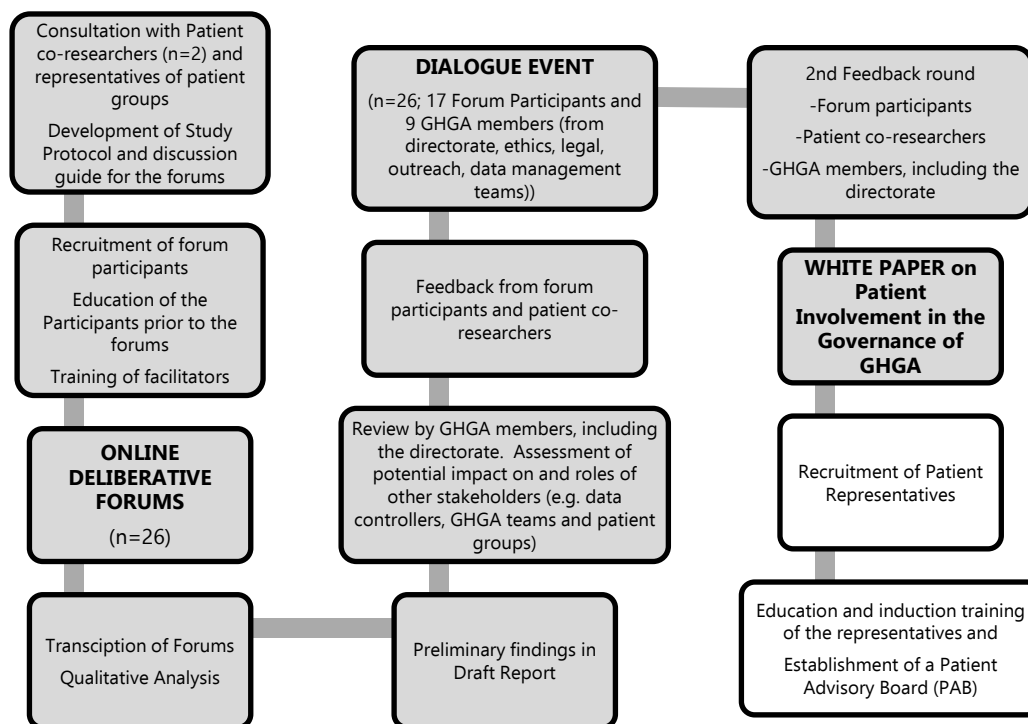 Consultation with Patient
co-researchers (n=2) and
representatives of patient
groups
Development of Study
Protocol and discussion
guide for the forums
Recruitment of forum
participants
Education of the
Participants prior to the
forums
Training of facilitators
ONLINE
DELIBERATIVE
FORUMS
(n=26)
Transciption of Forums
Qualitative Analysis
Preliminary findings in
Draft Report
Review by GHGA members, including
the directorate. Assessment of
potential impact on and roles of
other stakeholders (e.g. data
controllers, GHGA teams and patient
groups)
Feedback from forum
participants and patient co-
researchers
DIALOGUE EVENT
(n=26; 17 Forum Participants and
9 GHGA members (from
directorate, ethics, legal,
outreach, data management
teams))
2nd Feedback round
-Forum participants
-Patient co-researchers
-GHGA members, including the
directorate
WHITE PAPER on
Patient
Involvement in the
Governance of
GHGA
Recruitment of Patient
Representatives
Education and induction training
of the representatives and
Establishment of a Patient
Advisory Board (PAB)